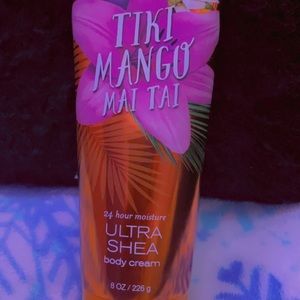 TIKI
MANGO
MAI TAI
24 hour moisture
ULTRA
SHEA
body cream
8 OZ / 226 g